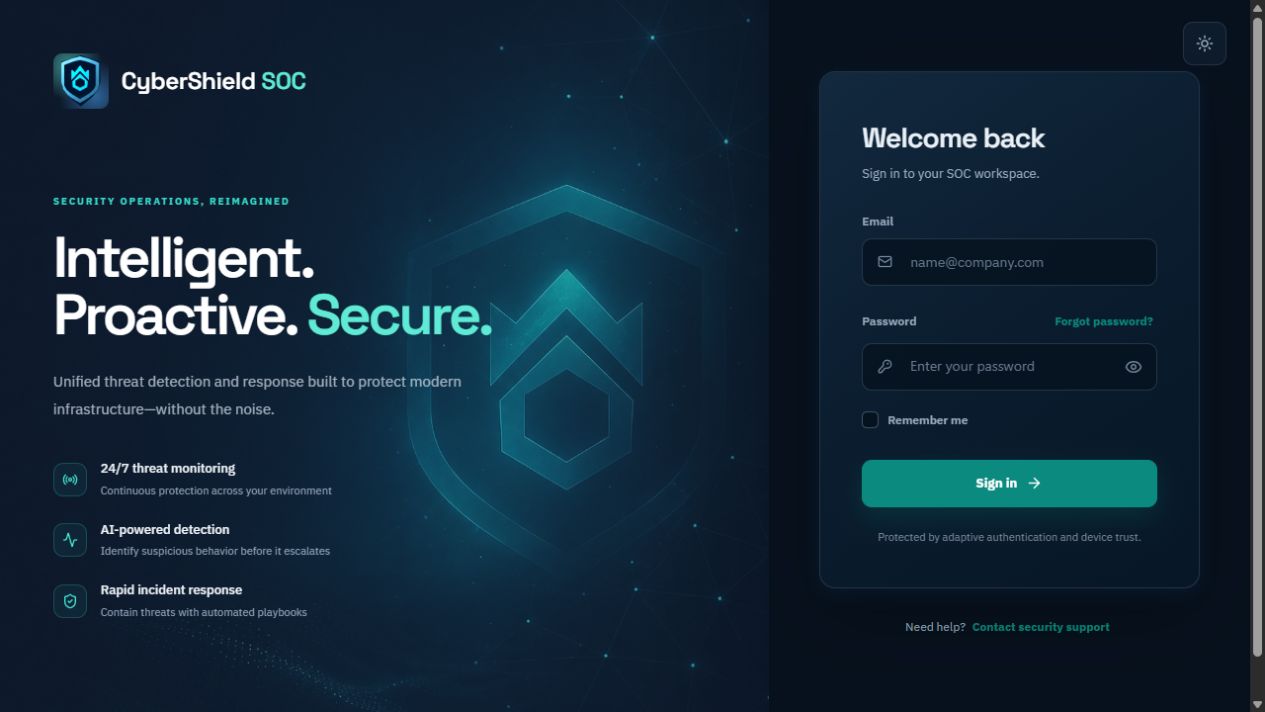 CyberShield SOC
SECURITY OPERATIONS, REIMAGINED
Intelligent.
Proactive. Secure.
Unified threat detection and response built to protect modern
infrastructure—without the noise.
24/7 threat monitoring
Continuous protection across your environment
AI-powered detection
Identify suspicious behavior before it escalates
Rapid incident response
Contain threats with automated playbooks
Welcome back
Sign in to your SOC workspace.
Email
name@company.com
Password Forgot password?
Enter your password
Remember me
Sign in →
Protected by adaptive authentication and device trust.
Need help? Contact security support